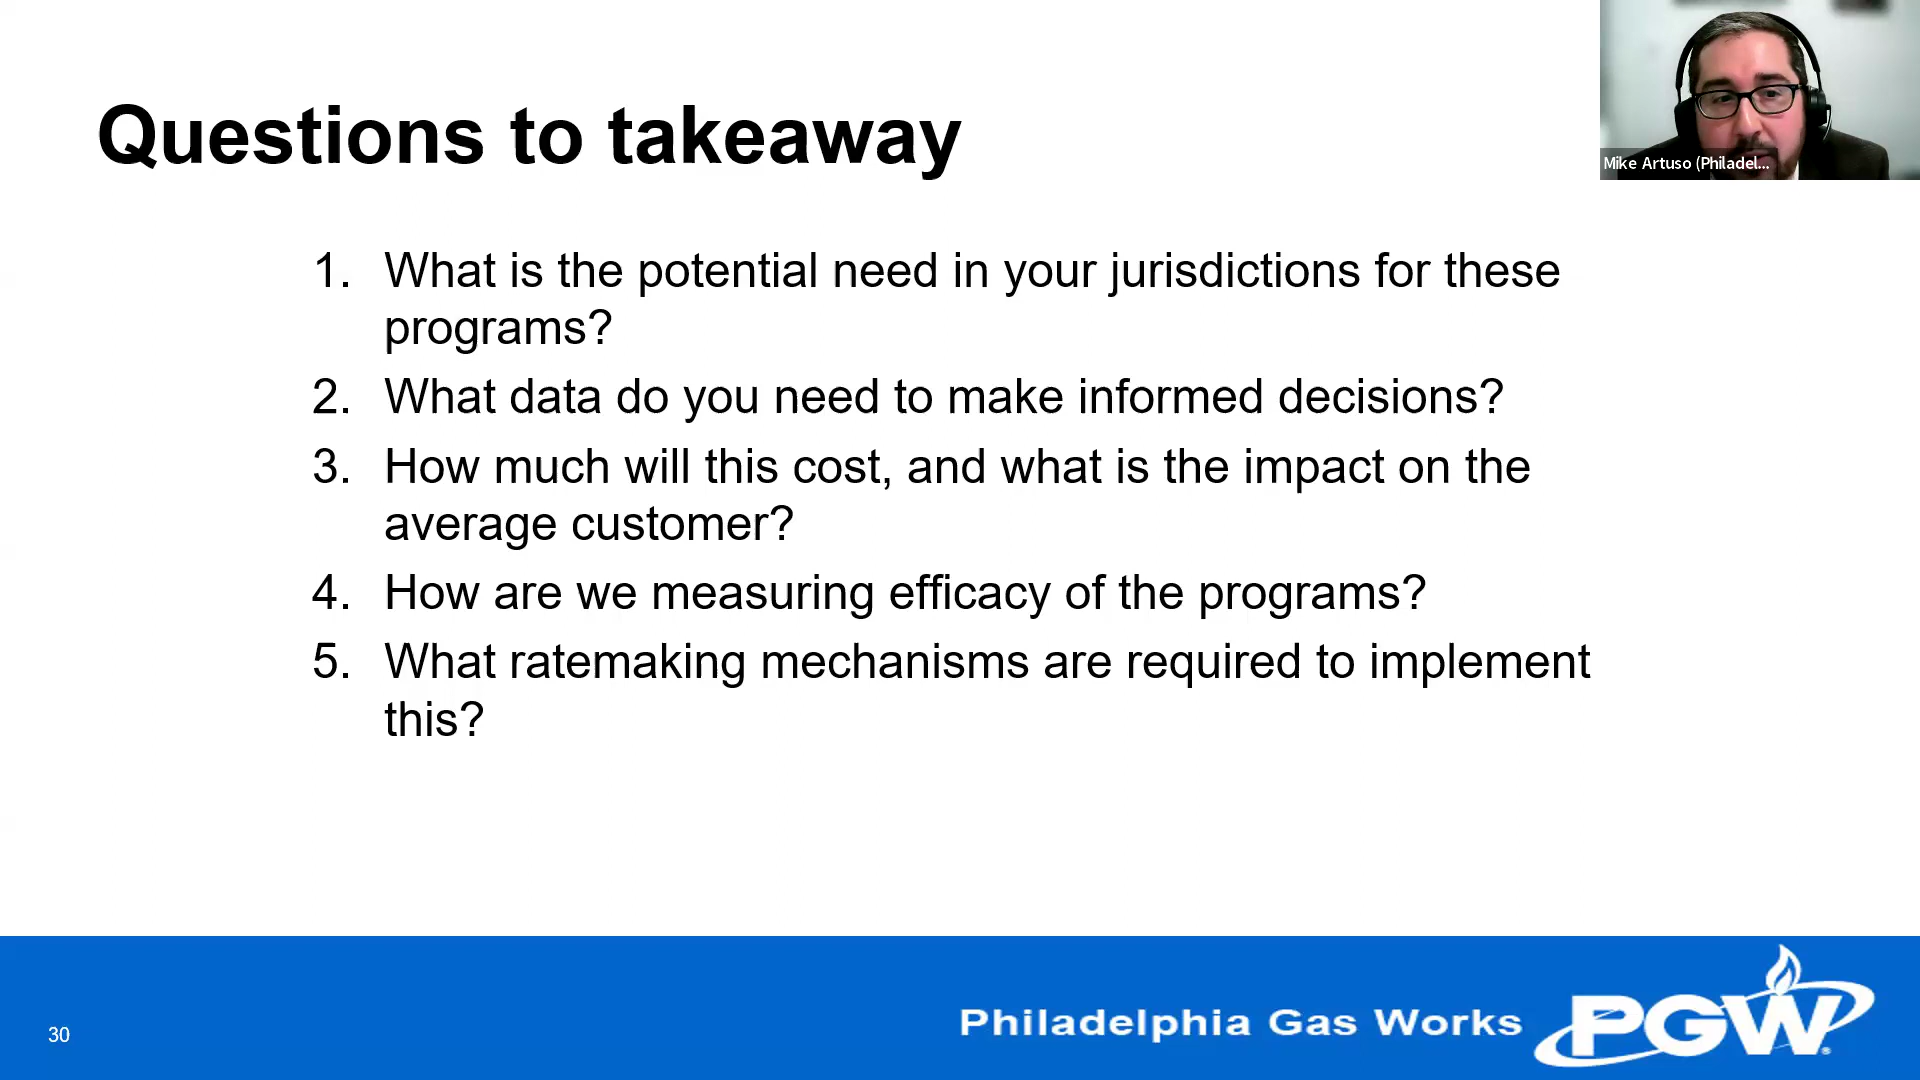 Questions to takeaway
Mike Artuso (Philadel...
1. What is the potential need in your jurisdictions for these
programs?
2. What data do you need to make informed decisions?
3. How much will this cost, and what is the impact on the
average customer?
4. How are we measuring efficacy of the programs?
5. What ratemaking mechanisms are required to implement
this?
30
Philadelphia Gas Works
PGW